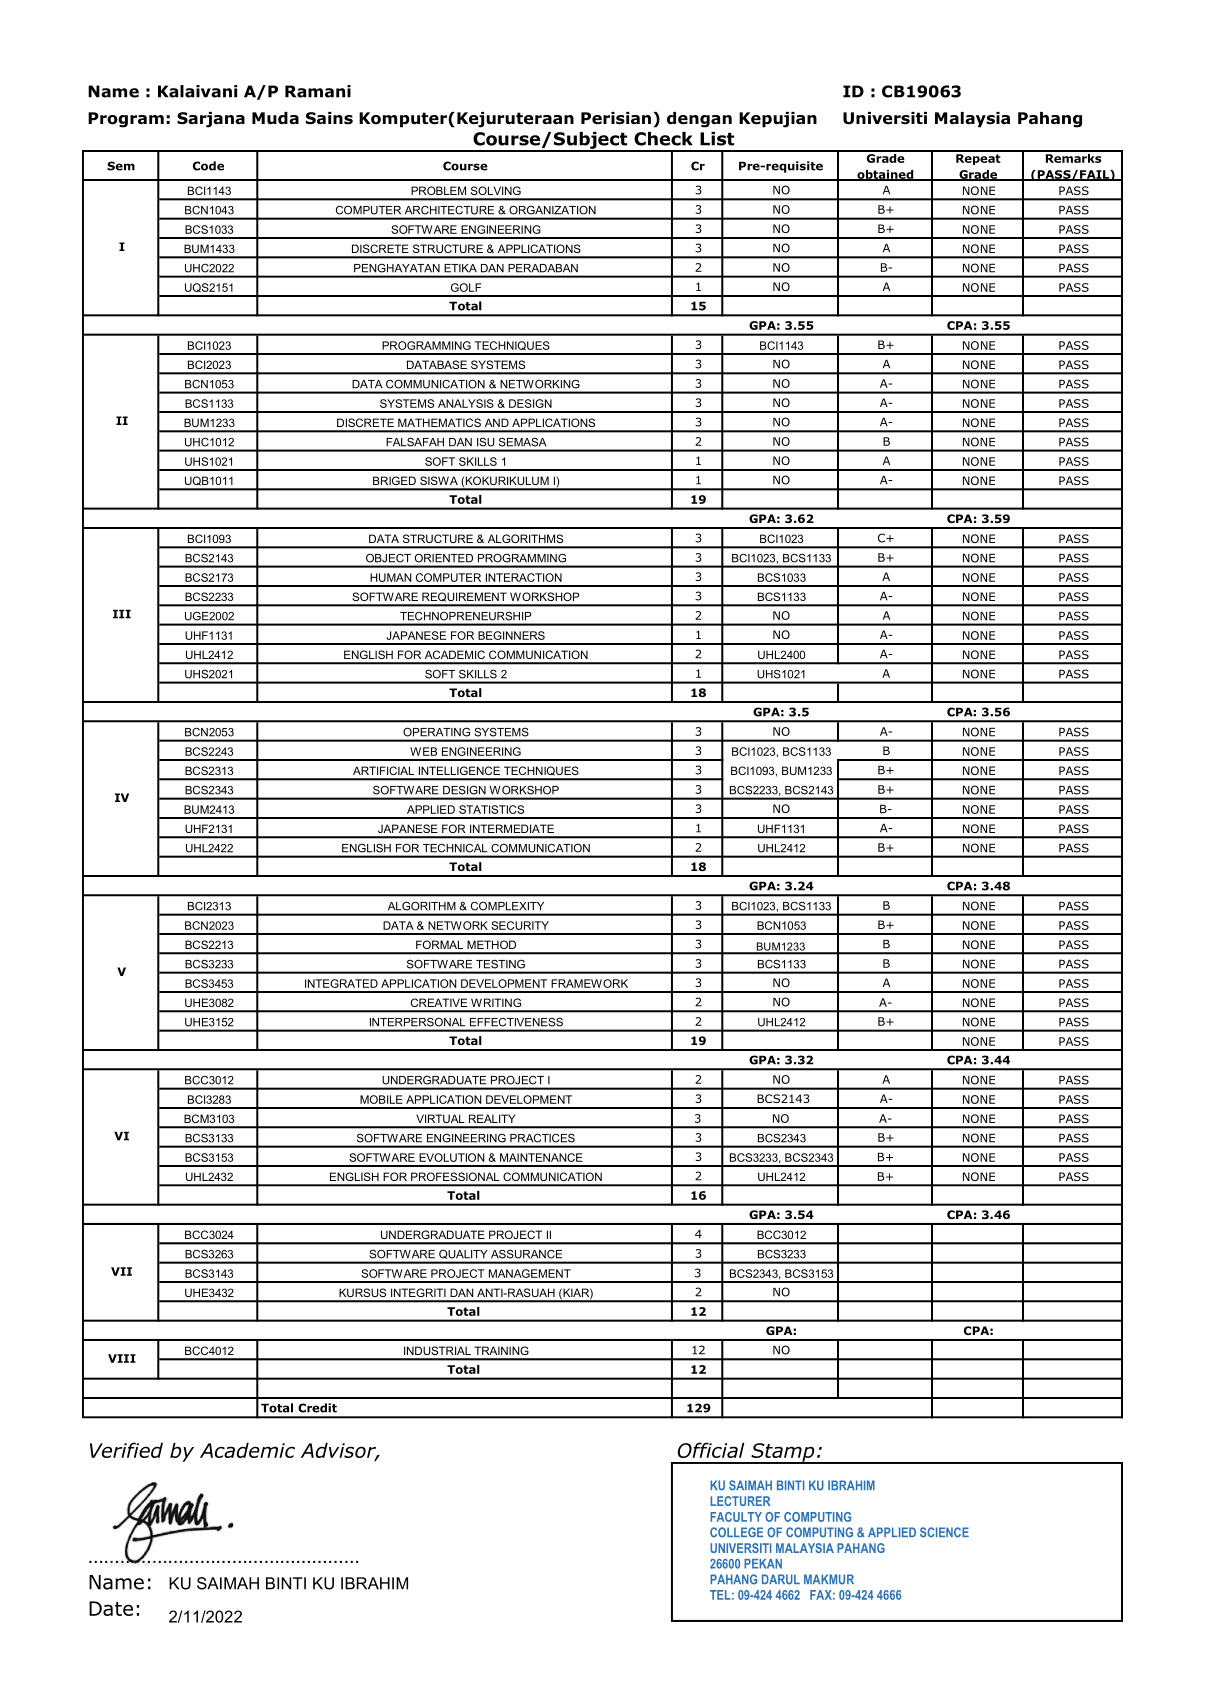 Name : Kalaivani A/P Ramani ID : CB19063
Program: Sarjana Muda Sains Komputer(Kejuruteraan Perisian) dengan Kepujian Universiti Malaysia Pahang
Course/Subject Check List
Sem Code Course Cr Pre-requisite Grade obtained Repeat Grade Remarks (PASS/FAIL)
I
BCI1143 PROBLEM SOLVING 3 NO A NONE PASS
BCN1043 COMPUTER ARCHITECTURE & ORGANIZATION 3 NO B+ NONE PASS
BCS1033 SOFTWARE ENGINEERING 3 NO B+ NONE PASS
BUM1433 DISCRETE STRUCTURE & APPLICATIONS 3 NO A NONE PASS
UHC2022 PENGHAYATAN ETIKA DAN PERADABAN 2 NO B- NONE PASS
UQS2151 GOLF 1 NO A NONE PASS
Total 15
GPA: 3.55 CPA: 3.55
II
BCI1023 PROGRAMMING TECHNIQUES 3 BCI1143 B+ NONE PASS
BCI2023 DATABASE SYSTEMS 3 NO A NONE PASS
BCN1053 DATA COMMUNICATION & NETWORKING 3 NO A- NONE PASS
BCS1133 SYSTEMS ANALYSIS & DESIGN 3 NO A- NONE PASS
BUM1233 DISCRETE MATHEMATICS AND APPLICATIONS 3 NO A- NONE PASS
UHC1012 FALSAFAH DAN ISU SEMASA 2 NO B NONE PASS
UHS1021 SOFT SKILLS 1 1 NO A NONE PASS
UQB1011 BRIGED SISWA (KOKURIKULUM I) 1 NO A- NONE PASS
Total 19
GPA: 3.62 CPA: 3.59
III
BCI1093 DATA STRUCTURE & ALGORITHMS 3 BCI1023 C+ NONE PASS
BCS2143 OBJECT ORIENTED PROGRAMMING 3 BCI1023, BCS1133 B+ NONE PASS
BCS2173 HUMAN COMPUTER INTERACTION 3 BCS1033 A NONE PASS
BCS2233 SOFTWARE REQUIREMENT WORKSHOP 3 BCS1133 A- NONE PASS
UGE2002 TECHNOPRENEURSHIP 2 NO A NONE PASS
UHF1131 JAPANESE FOR BEGINNERS 1 NO A- NONE PASS
UHL2412 ENGLISH FOR ACADEMIC COMMUNICATION 2 UHL2400 A- NONE PASS
UHS2021 SOFT SKILLS 2 1 UHS1021 A NONE PASS
Total 18
GPA: 3.5 CPA: 3.56
IV
BCN2053 OPERATING SYSTEMS 3 NO A- NONE PASS
BCS2243 WEB ENGINEERING 3 BCI1023, BCS1133 B NONE PASS
BCS2313 ARTIFICIAL INTELLIGENCE TECHNIQUES 3 BCI1093, BUM1233 B+ NONE PASS
BCS2343 SOFTWARE DESIGN WORKSHOP 3 BCS2233, BCS2143 B+ NONE PASS
BUM2413 APPLIED STATISTICS 3 NO B- NONE PASS
UHF2131 JAPANESE FOR INTERMEDIATE 1 UHF1131 A- NONE PASS
UHL2422 ENGLISH FOR TECHNICAL COMMUNICATION 2 UHL2412 B+ NONE PASS
Total 18
GPA: 3.24 CPA: 3.48
V
BCI2313 ALGORITHM & COMPLEXITY 3 BCI1023, BCS1133 B NONE PASS
BCN2023 DATA & NETWORK SECURITY 3 BCN1053 B+ NONE PASS
BCS2213 FORMAL METHOD 3 BUM1233 B NONE PASS
BCS3233 SOFTWARE TESTING 3 BCS1133 B NONE PASS
BCS3453 INTEGRATED APPLICATION DEVELOPMENT FRAMEWORK 3 NO A NONE PASS
UHE3082 CREATIVE WRITING 2 NO A- NONE PASS
UHE3152 INTERPERSONAL EFFECTIVENESS 2 UHL2412 B+ NONE PASS
Total 19 NONE PASS
GPA: 3.32 CPA: 3.44
VI
BCC3012 UNDERGRADUATE PROJECT I 2 NO A NONE PASS
BCI3283 MOBILE APPLICATION DEVELOPMENT 3 BCS2143 A- NONE PASS
BCM3103 VIRTUAL REALITY 3 NO A- NONE PASS
BCS3133 SOFTWARE ENGINEERING PRACTICES 3 BCS2343 B+ NONE PASS
BCS3153 SOFTWARE EVOLUTION & MAINTENANCE 3 BCS3233, BCS2343 B+ NONE PASS
UHL2432 ENGLISH FOR PROFESSIONAL COMMUNICATION 2 UHL2412 B+ NONE PASS
Total 16
GPA: 3.54 CPA: 3.46
VII
BCC3024 UNDERGRADUATE PROJECT II 4 BCC3012
BCS3263 SOFTWARE QUALITY ASSURANCE 3 BCS3233
BCS3143 SOFTWARE PROJECT MANAGEMENT 3 BCS2343, BCS3153
UHE3432 KURSUS INTEGRITI DAN ANTI-RASUAH (KIAR) 2 NO
Total 12
GPA: CPA:
VIII
BCC4012 INDUSTRIAL TRAINING 12 NO
Total 12
Total Credit 129
Verified by Academic Advisor,
Official Stamp:
KU SAIMAH BINTI KU IBRAHIM
LECTURER
FACULTY OF COMPUTING
COLLEGE OF COMPUTING & APPLIED SCIENCE
UNIVERSITI MALAYSIA PAHANG
26600 PEKAN
PAHANG DARUL MAKMUR
TEL: 09-424 4662 FAX: 09-424 4666
Name: KU SAIMAH BINTI KU IBRAHIM
Date: 2/11/2022